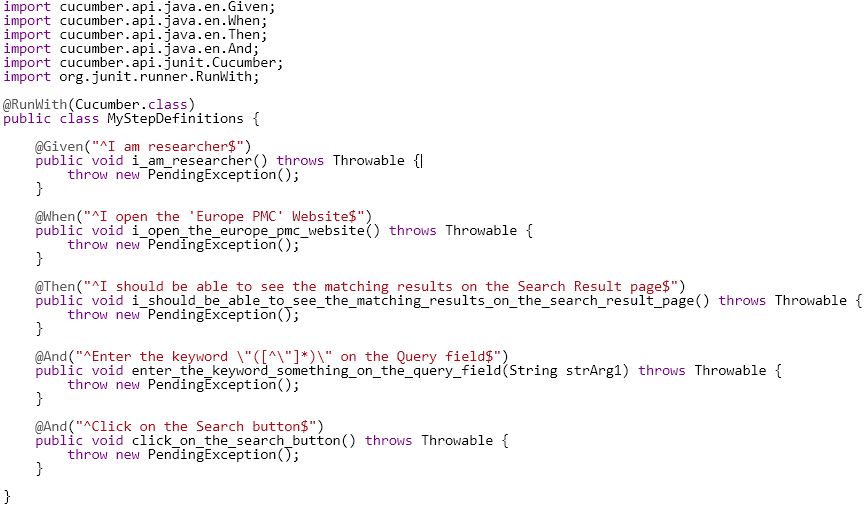 import cucumber.api.java.en.Given;
import cucumber.api.java.en.When;
import cucumber.api.java.en.Then;
import cucumber.api.java.en.And;
import cucumber.api.junit.Cucumber;
import org.junit.runner.RunWith;

@RunWith(Cucumber.class)
public class MyStepDefinitions {

    @Given("^I am researcher$")
    public void i_am_researcher() throws Throwable {
        throw new PendingException();
    }

    @When("^I open the 'Europe PMC' Website$")
    public void i_open_the_europe_pmc_website() throws Throwable {
        throw new PendingException();
    }

    @Then("^I should be able to see the matching results on the Search Result page$")
    public void i_should_be_able_to_see_the_matching_results_on_the_search_result_page() throws Throwable {
        throw new PendingException();
    }

    @And("^Enter the keyword \"([^\"]*)\" on the Query field$")
    public void enter_the_keyword_something_on_the_query_field(String strArg1) throws Throwable {
        throw new PendingException();
    }

    @And("^Click on the Search button$")
    public void click_on_the_search_button() throws Throwable {
        throw new PendingException();
    }

}